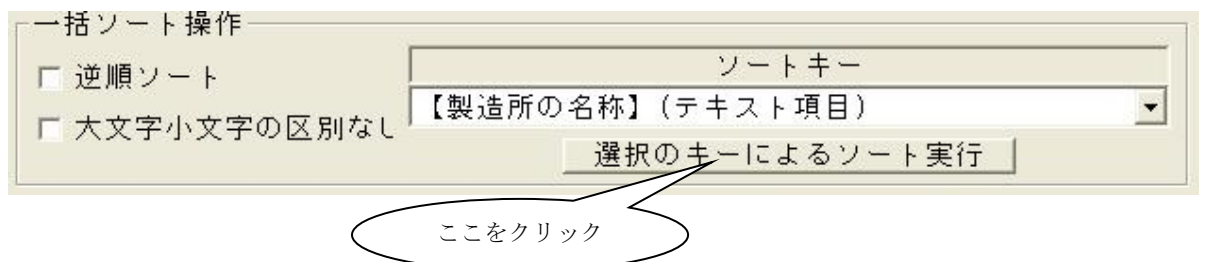 一括ソート操作
逆順ソート
大文字小文字の区別なし
ソートキー
【製造所の名称】(テキスト項目)
選択のキーによるソート実行
ここをクリック